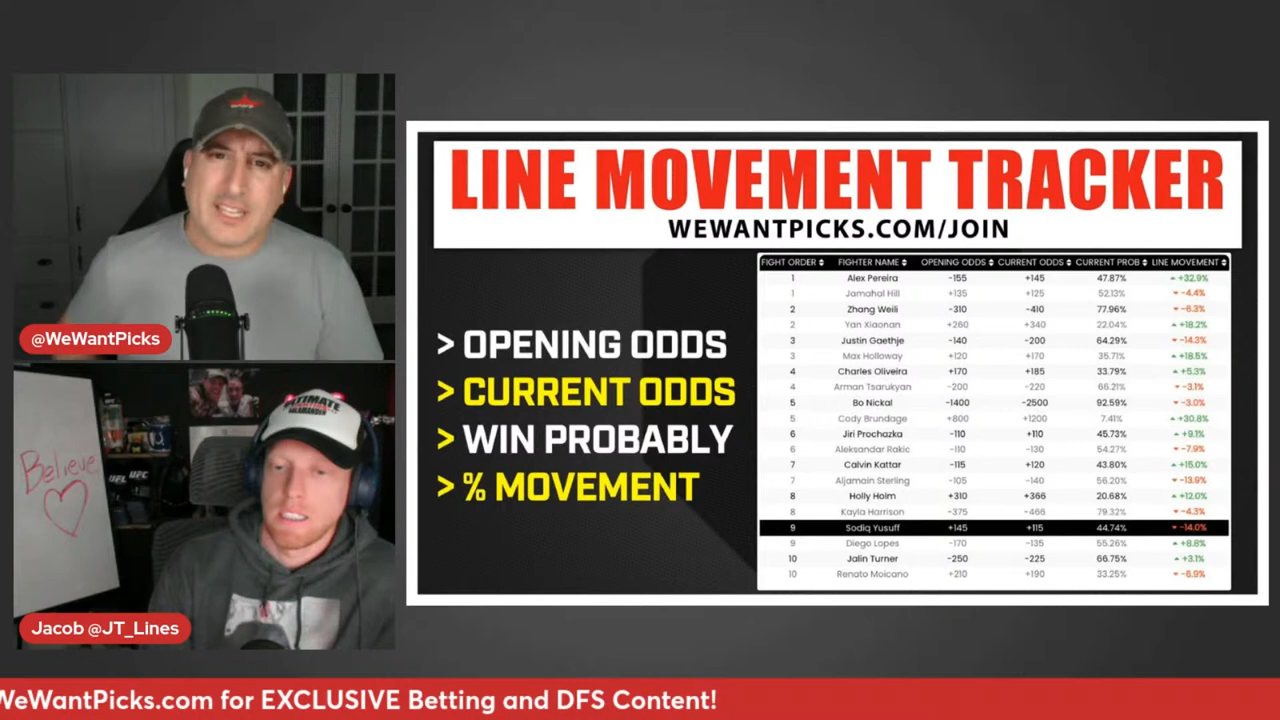 LINE MOVEMENT TRACKER
WEWANTPICKS.COM/JOIN
> OPENING ODDS
> CURRENT ODDS
> WIN PROBABLY
> % MOVEMENT
FIGHT ORDER FIGHTER NAME OPENING ODDS CURRENT ODDS CURRENT PROB LINE MOVEMENT
1 Alex Pereira -155 +145 47.87% +32.9%
1 Jamahal Hill +135 +125 52.13% -4.4%
2 Zhang Weili -310 -410 77.96% -6.3%
2 Yan Xiaonan +260 +340 22.04% +18.2%
3 Justin Gaethje -140 -200 64.29% -14.3%
3 Max Holloway +120 +170 35.71% +18.5%
4 Charles Oliveira +170 +185 33.79% +5.3%
4 Arman Tsarukyan -200 -220 66.21% -3.1%
5 Bo Nickal -1400 -2500 92.59% -3.0%
5 Cody Brundage +800 +1200 7.41% +30.8%
6 Jiri Prochazka -110 +110 45.73% +9.1%
6 Aleksandar Rakic -110 -130 54.27% -7.9%
7 Calvin Kattar -115 +120 43.80% +15.0%
7 Aljamain Sterling -105 -140 56.20% -13.9%
8 Holly Holm +310 +366 20.68% +12.0%
8 Kayla Harrison -375 -466 79.32% -4.3%
9 Sodiq Yusuff +145 +115 44.74% -14.0%
9 Diego Lopes -170 -135 55.26% +8.8%
10 Jalin Turner -250 -225 66.75% +3.1%
10 Renato Moicano +210 +190 33.25% -6.9%
@WeWantPicks
Believe
UFL UFC
ULTIMATE
SALAMANDER
Jacob @JT_Lines
WeWantPicks.com for EXCLUSIVE Betting and DFS Content!